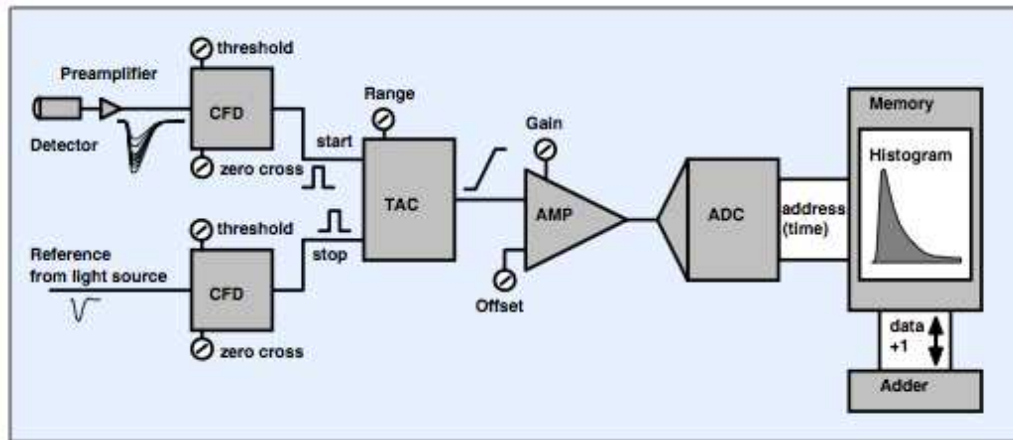 threshold
Preamplifier
CFD
Detector
zero cross
start
Range
TAC
threshold
stop
Reference
from light source
CFD
zero cross
Gain
AMP
Offset
ADC
address
(time)
Memory
Histogram
data
+1
Adder